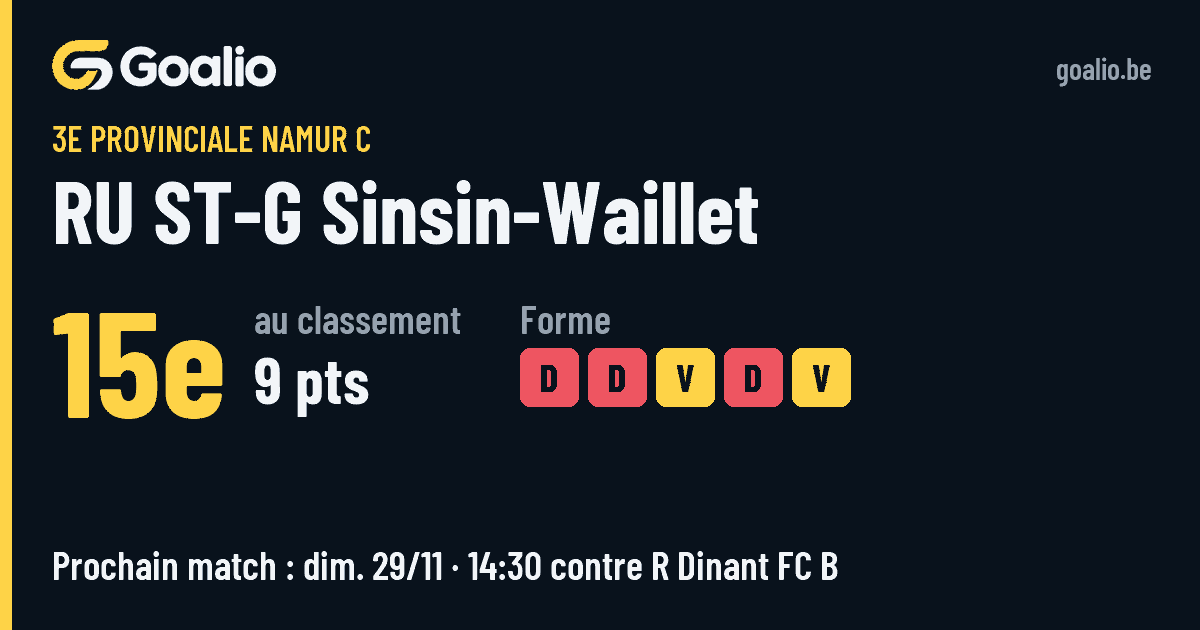 Goalio
goalio.be
3E PROVINCIALE NAMUR C
RU ST-G Sinsin-Waillet
15e
au classement
9 pts
Forme
D D V D V
Prochain match : dim. 29/11 · 14:30 contre R Dinant FC B